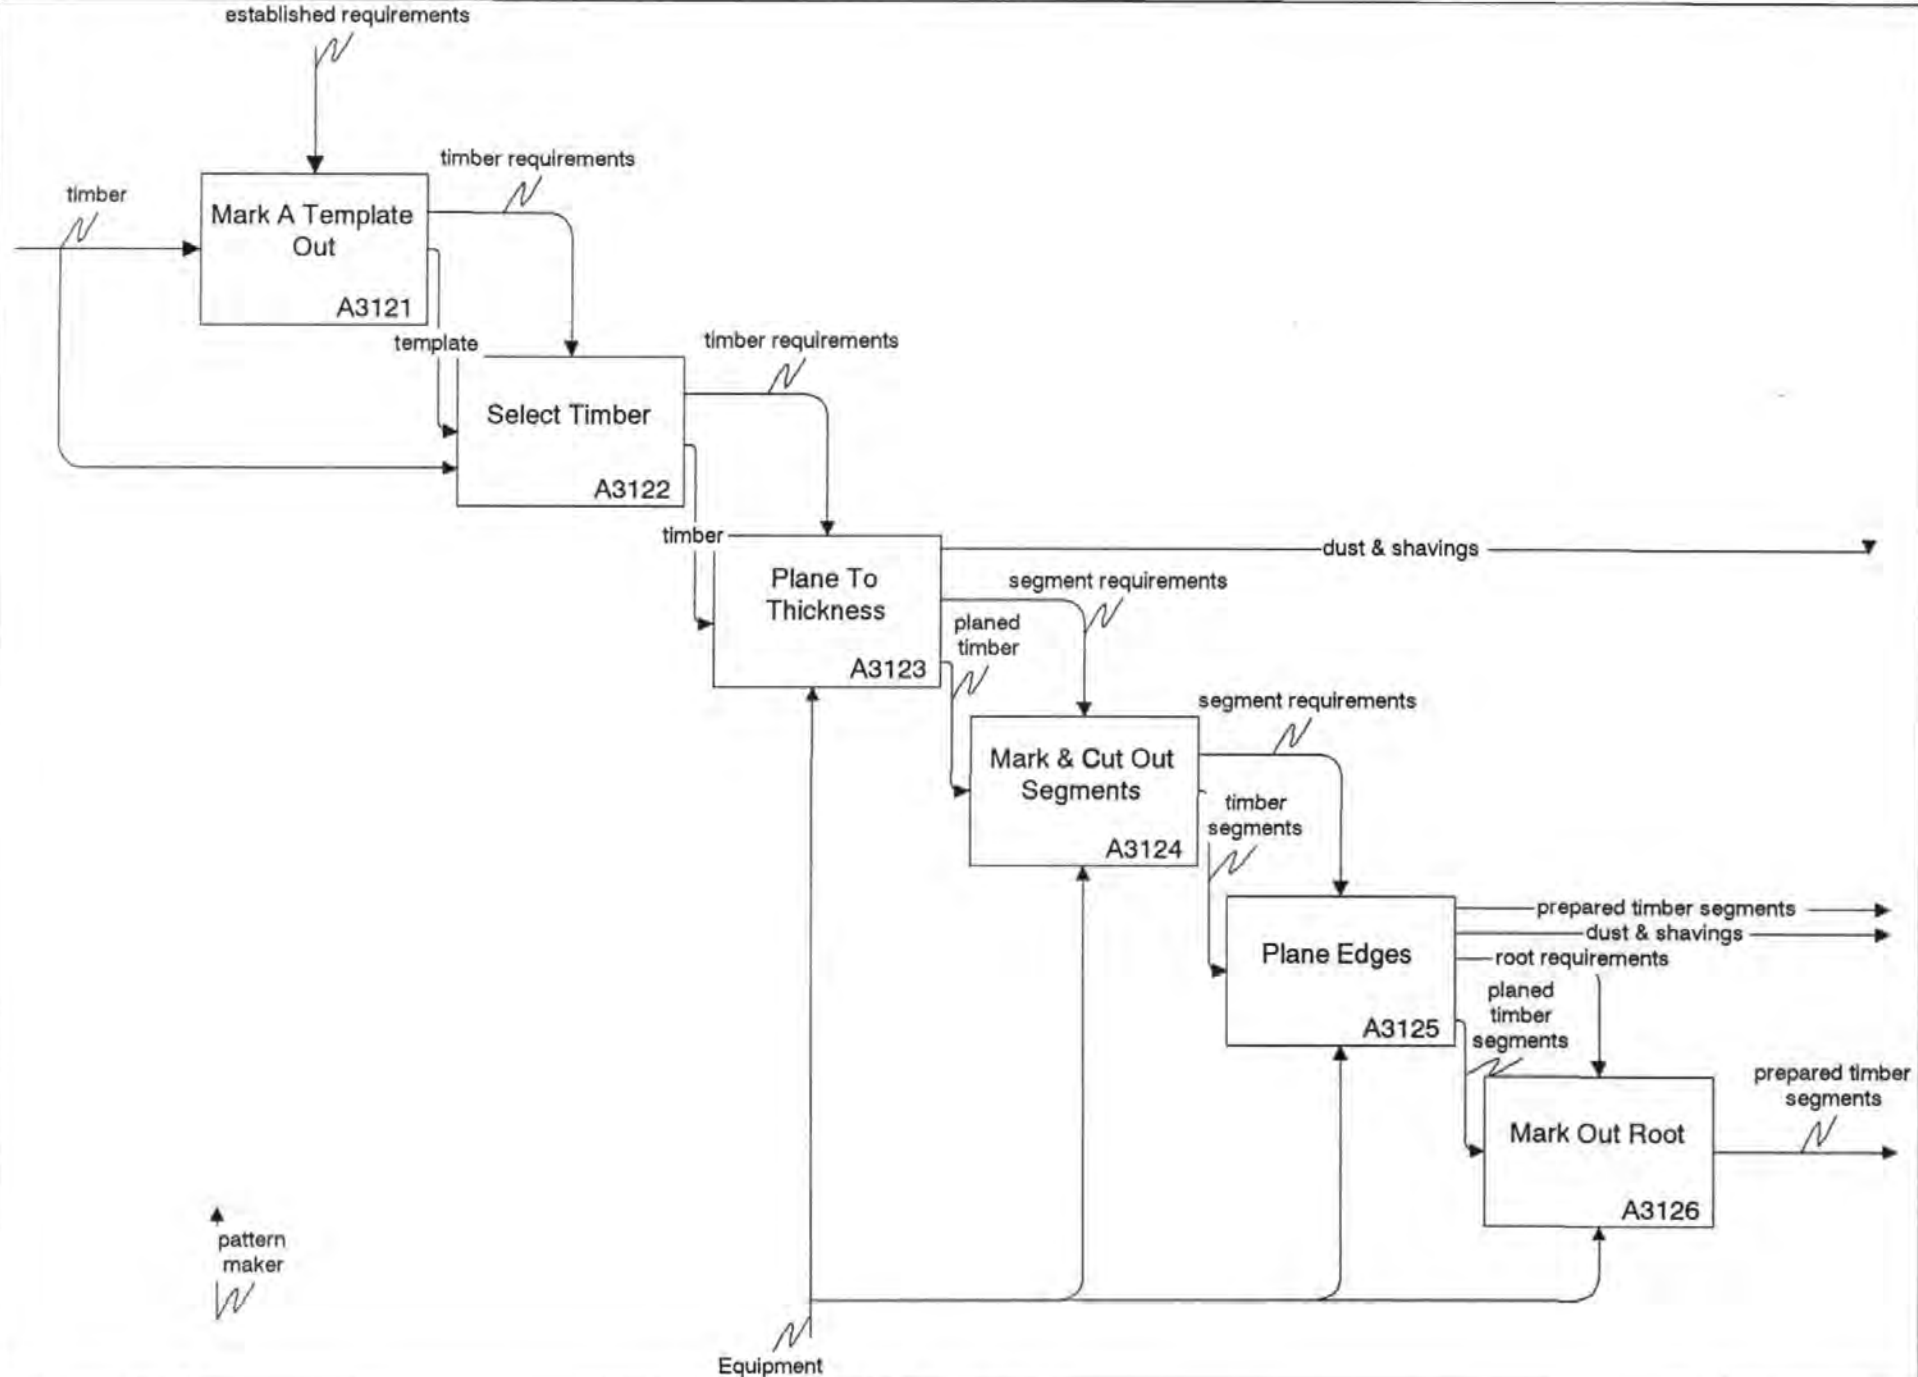 established requirements
timber requirements
timber
Mark A Template
Out
A3121
template
timber requirements
Select Timber
A3122
timber
dust & shavings
Plane To
Thickness
A3123
segment requirements
planed
timber
segment requirements
Mark & Cut Out
Segments
A3124
timber
segments
prepared timber segments
dust & shavings
root requirements
Plane Edges
A3125
planed
timber
segments
prepared timber
segments
Mark Out Root
A3126
pattern
maker
Equipment